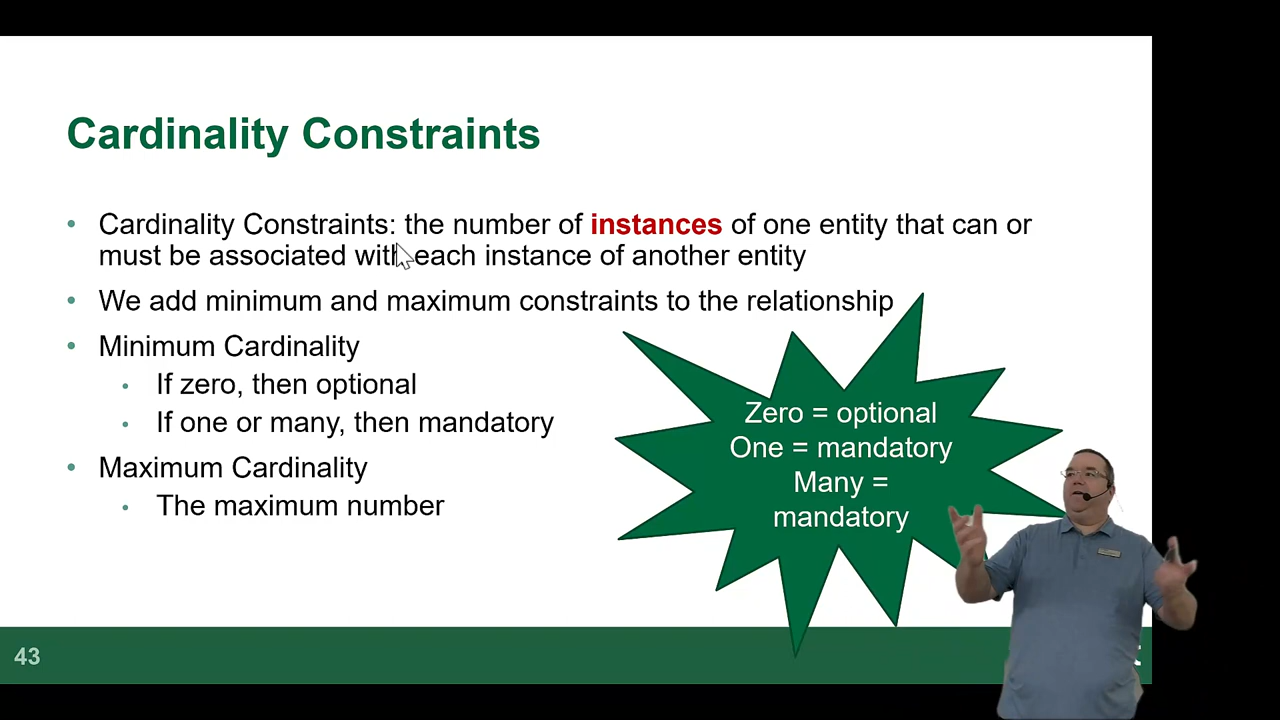 Cardinality Constraints
• Cardinality Constraints: the number of instances of one entity that can or
must be associated with each instance of another entity
• We add minimum and maximum constraints to the relationship
• Minimum Cardinality
• If zero, then optional
• If one or many, then mandatory
• Maximum Cardinality
• The maximum number
Zero = optional
One = mandatory
Many =
mandatory
43